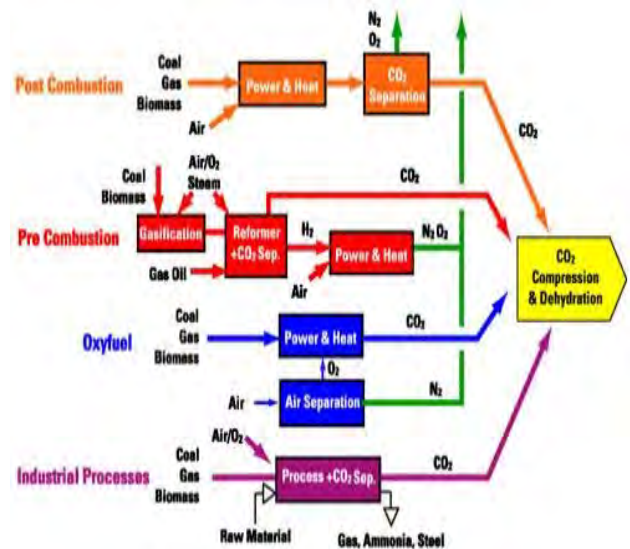 N₂
O₂
Post Combustion
Coal
Gas
Biomass
Air
Power & Heat
CO₂
Separation
CO₂
Pre Combustion
Coal
Biomass
Air/O₂
Steam
Gasification
Gas Oil
Reformer
+CO₂ Sep.
CO₂
H₂
Air
Power & Heat
N₂ O₂
CO₂
Compression
& Dehydration
Oxyfuel
Coal
Gas
Biomass
Power & Heat
CO₂
O₂
Air
Air Separation
N₂
Industrial Processes
Coal
Gas
Biomass
Air/O₂
Process +CO₂ Sep.
CO₂
Raw Material
Gas, Ammonia, Steel